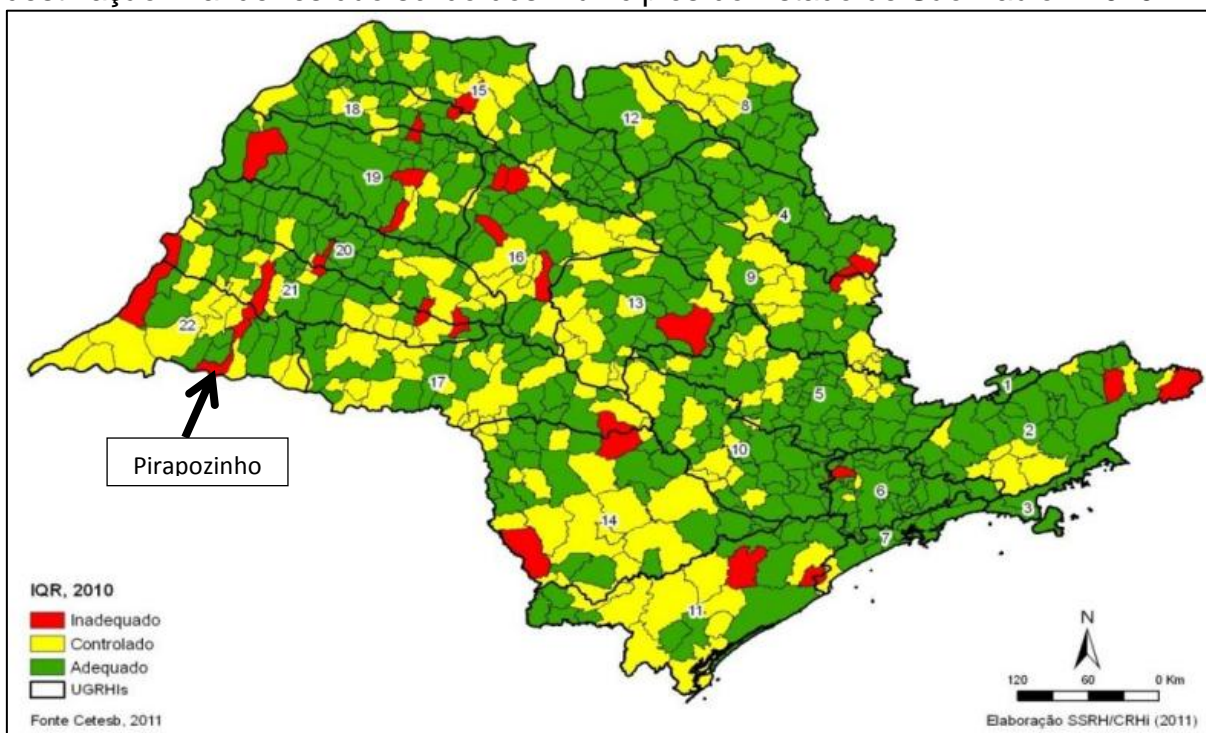 18
15
12
8
19
4
20
16
9
21
13
22
17
5
1
2
10
6
3
7
14
11
Pirapozinho
IQR, 2010
Inadequado
Controlado
Adequado
UGRHIs
Fonte Cetesb, 2011
N
120 60 0 Km
Elaboração SSRH/CRHi (2011)